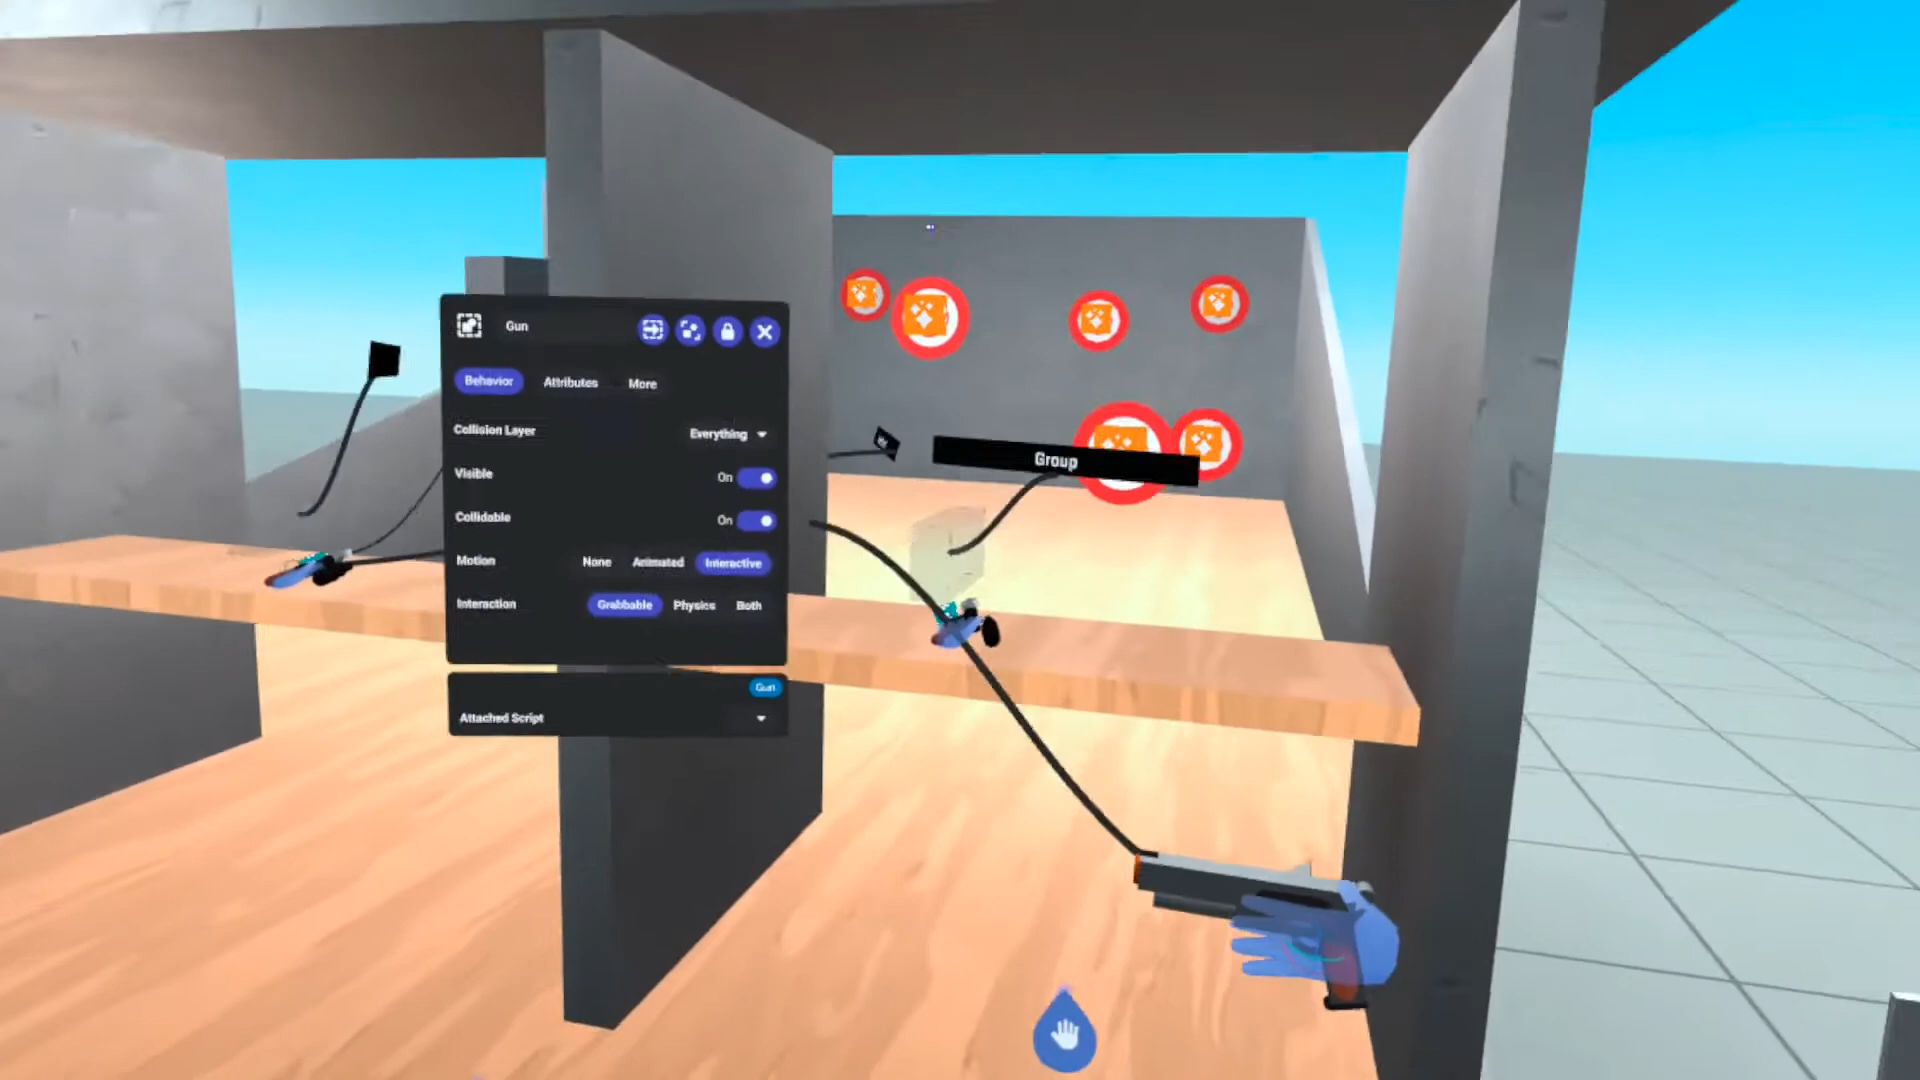 Gun
Behavior Attributes More
Collision Layer Everything
Visible On
Collidable On
Motion None Animated Interactive
Interaction Grabbable Physics Both
Gun
Attached Script
Group